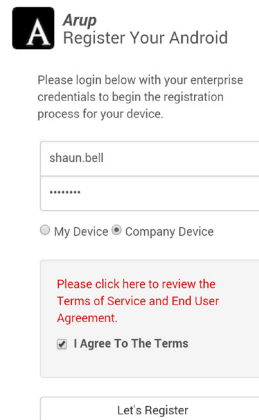 A
Arup
Register Your Android
Please login below with your enterprise
credentials to begin the registration
process for your device.
shaun.bell
••••••••
My Device Company Device
Please click here to review the
Terms of Service and End User
Agreement.
I Agree To The Terms
Let's Register